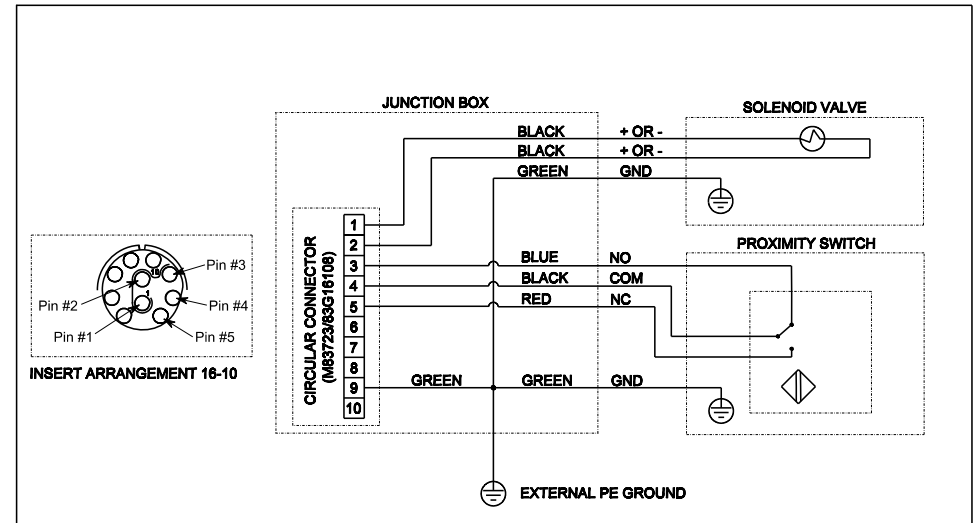 JUNCTION BOX
SOLENOID VALVE
BLACK + OR -
BLACK + OR -
GREEN GND
PROXIMITY SWITCH
CIRCULAR CONNECTOR
(M83723/83G16108)
1
2
3
4
5
6
7
8
9
10
BLUE NO
BLACK COM
RED NC
GREEN GREEN GND
Pin #3
Pin #2
Pin #4
Pin #1
Pin #5
10
1
INSERT ARRANGEMENT 16-10
EXTERNAL PE GROUND